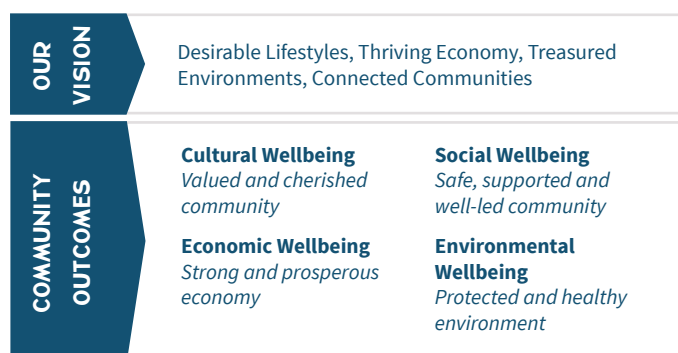 OUR
VISION
Desirable Lifestyles, Thriving Economy, Treasured
Environments, Connected Communities
COMMUNITY
OUTCOMES
Cultural Wellbeing
Valued and cherished
community
Social Wellbeing
Safe, supported and
well-led community
Economic Wellbeing
Strong and prosperous
economy
Environmental
Wellbeing
Protected and healthy
environment